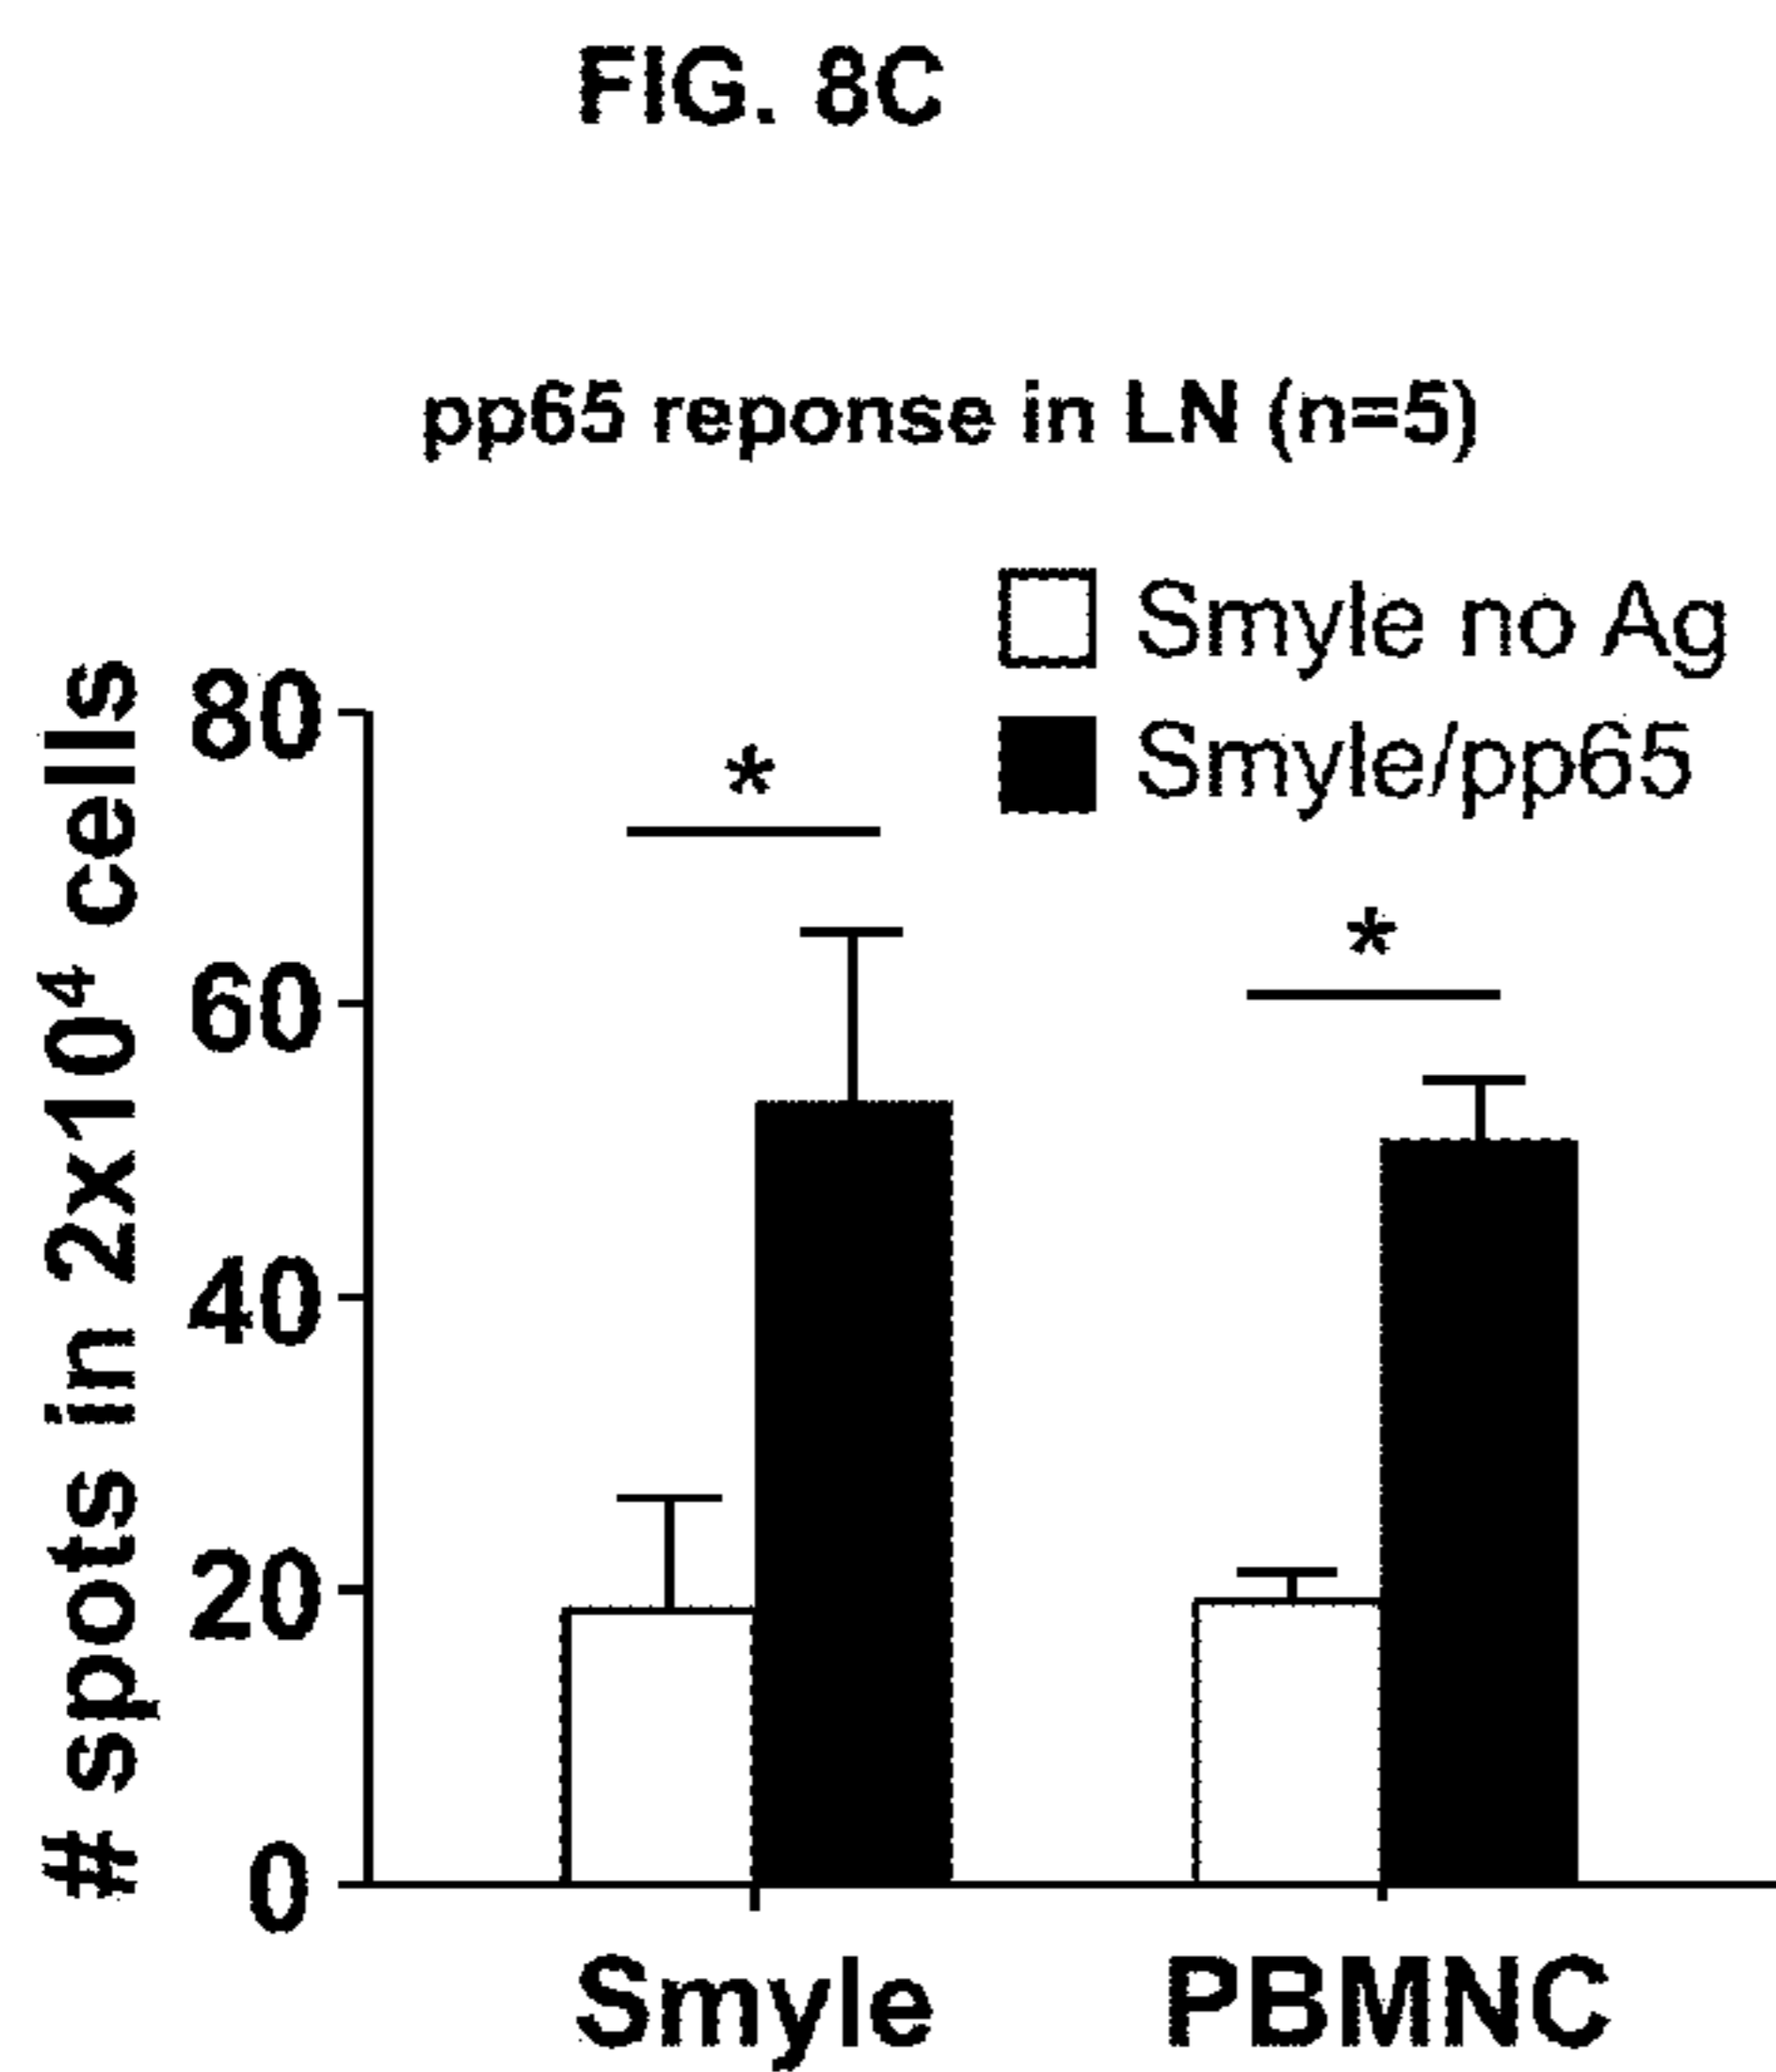 FIG. 8C
pp65 reponse in LN (n=5)
Smyle no Ag
Smyle/pp65
# spots in 2x10⁴ cells
80
60
40
20
0
*
*
Smyle
PBMNC